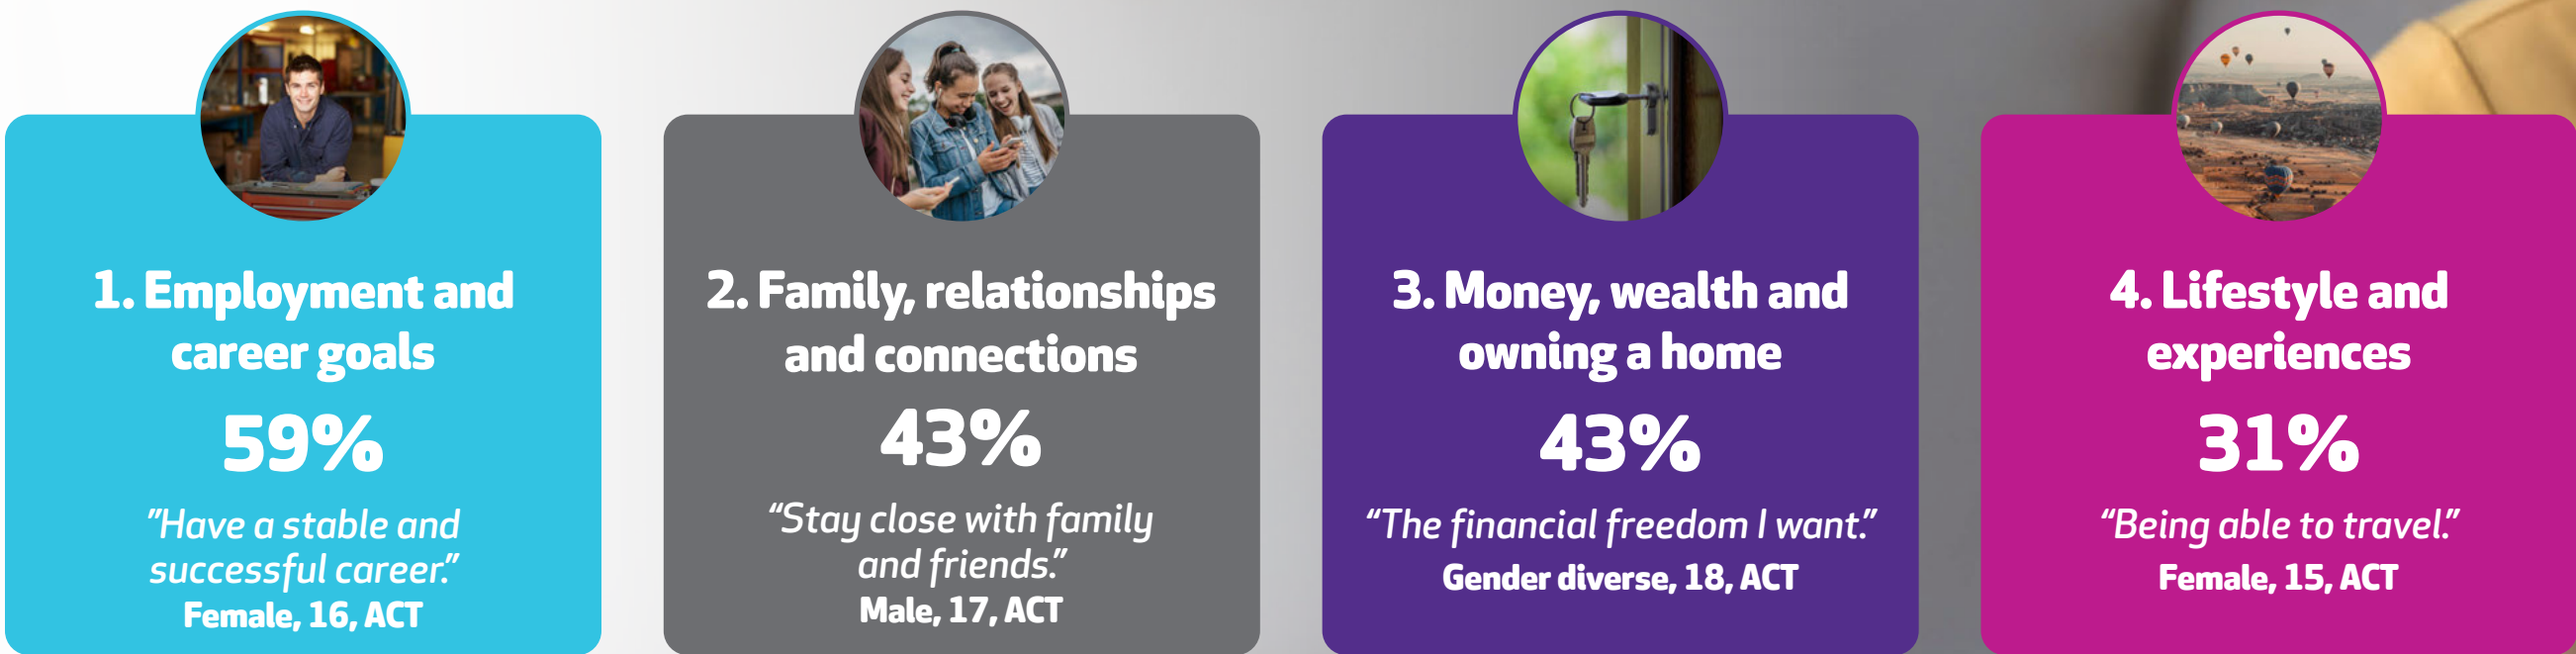 1. Employment and
career goals
59%
"Have a stable and
successful career."
Female, 16, ACT
2. Family, relationships
and connections
43%
“Stay close with family
and friends.”
Male, 17, ACT
3. Money, wealth and
owning a home
43%
“The financial freedom I want.”
Gender diverse, 18, ACT
4. Lifestyle and
experiences
31%
“Being able to travel.”
Female, 15, ACT